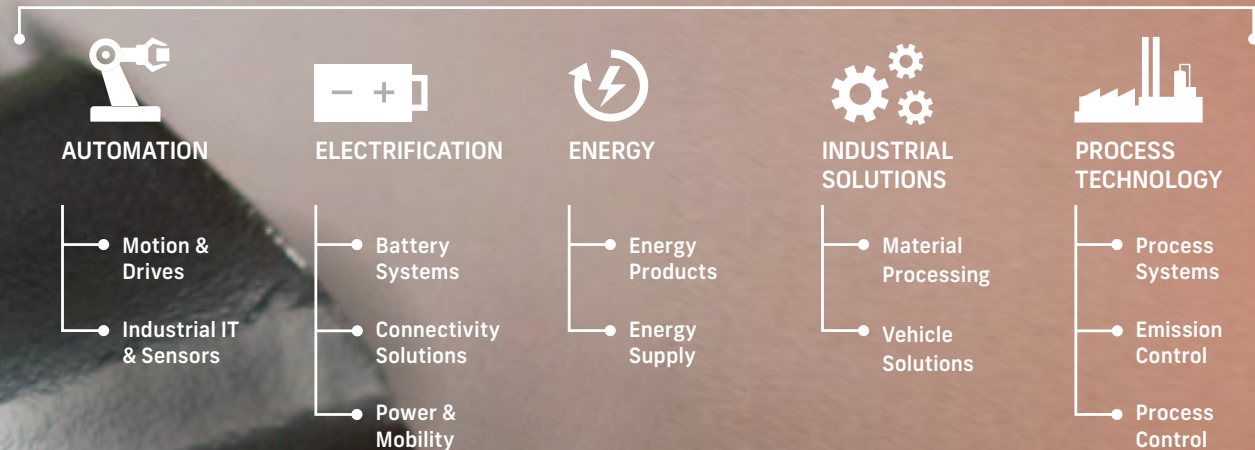 AUTOMATION
Motion &
Drives
Industrial IT
& Sensors
ELECTRIFICATION
Battery
Systems
Connectivity
Solutions
Power &
Mobility
ENERGY
Energy
Products
Energy
Supply
INDUSTRIAL
SOLUTIONS
Material
Processing
Vehicle
Solutions
PROCESS
TECHNOLOGY
Process
Systems
Emission
Control
Process
Control